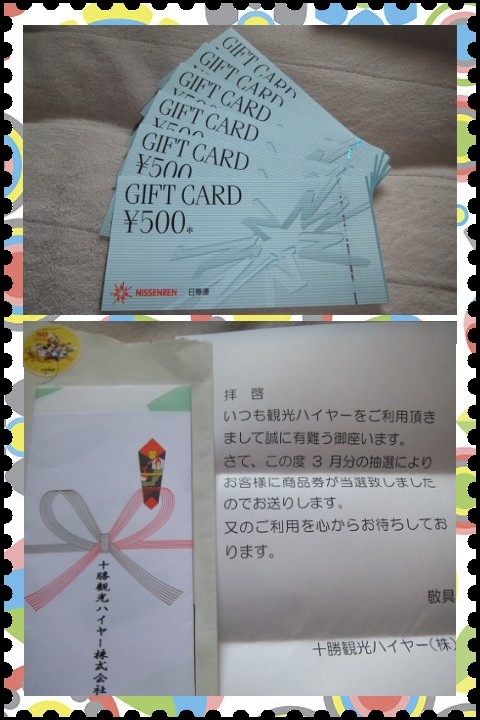 GIFT CARD
GIFT CARD
GIFT CARD
GIFT CARD
¥500
GIFT CARD
¥500
GIFT CARD
¥500*
NISSENREN 日専連
拝 啓
いつも観光ハイヤーをご利用頂き
まして誠に有難う御座います。
さて、この度 3 月分の抽選により
お客様に商品券が当選致しました
のでお送りします。
又のご利用を心からお待ちしてお
ります。
敬具
十勝観光ハイヤー(株)
十勝観光ハイヤー株式会社